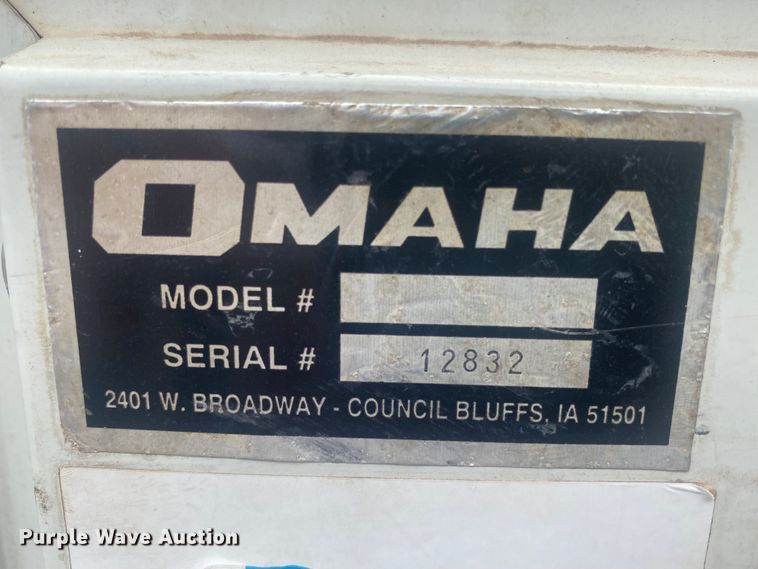 OMAHA
MODEL #
SERIAL # 12832
2401 W. BROADWAY - COUNCIL BLUFFS, IA 51501
Purple Wave Auction